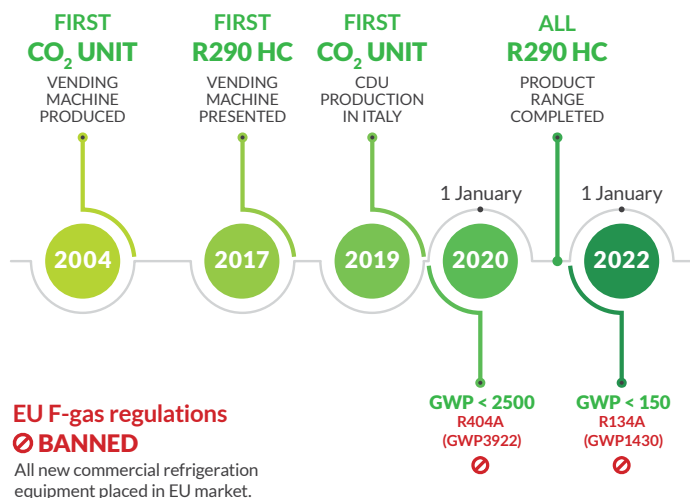 FIRST
CO₂ UNIT
VENDING
MACHINE
PRODUCED
FIRST
R290 HC
VENDING
MACHINE
PRESENTED
FIRST
CO₂ UNIT
CDU
PRODUCTION
IN ITALY
ALL
R290 HC
PRODUCT
RANGE
COMPLETED
1 January
1 January
2004
2017
2019
2020
2022
GWP < 2500
R404A
(GWP3922)
GWP < 150
R134A
(GWP1430)
EU F-gas regulations
BANNED
All new commercial refrigeration
equipment placed in EU market.